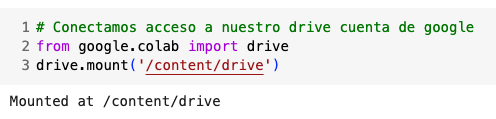 1 # Conectamos acceso a nuestro drive cuenta de google
2 from google.colab import drive
3 drive.mount('/content/drive')
Mounted at /content/drive